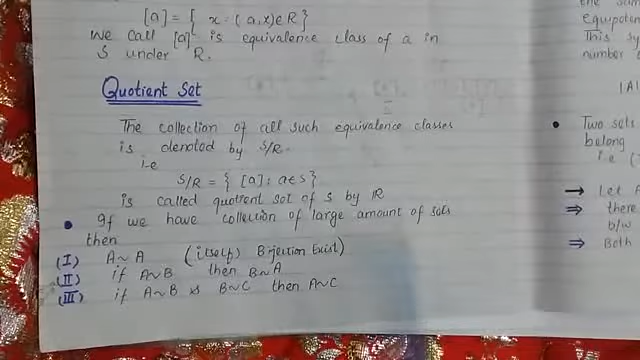 [a] = { x : (a,x) ∈ R }
We call [a] is equivalence class of a in
S under R.
Quotient Set
The collection of all such equivalence classes
is denoted by S/R.
i.e
S/R = { [a] : a ∈ S }
is called quotient set of S by R
• If we have collection of large amount of sets
then
(I) A ~ A (itself) Bijection Exist)
(II) if A~B then B~A
(III) if A~B & B~C then A~C
the sum
equipoten
This sy
number
|A|
• Two sets
belong
i.e (
→ Let
⇒ there
b/w
⇒ Both